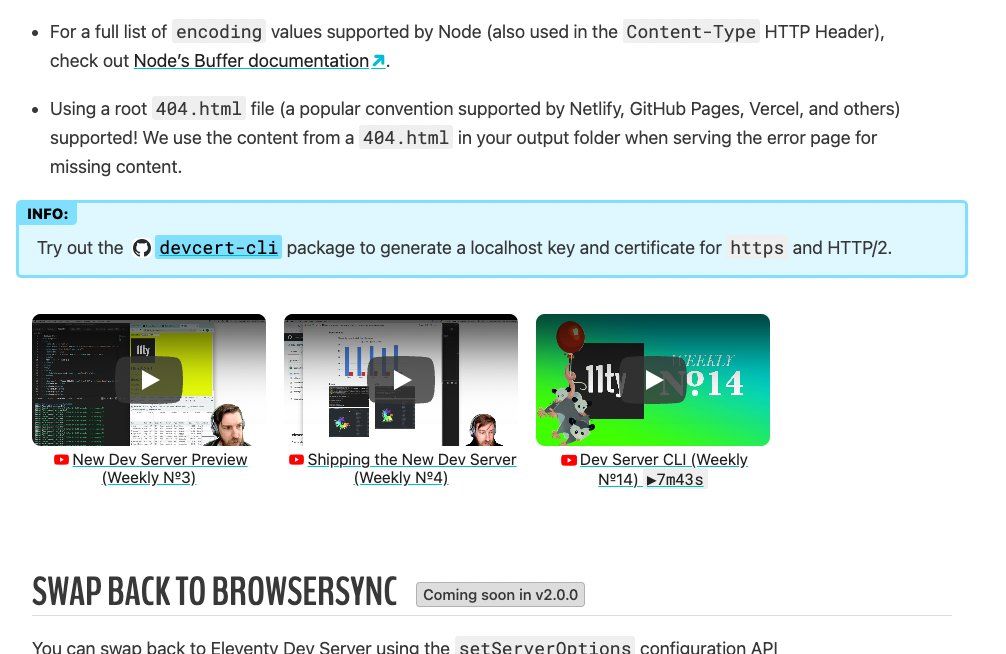 For a full list of encoding values supported by Node (also used in the Content-Type HTTP Header),
check out Node’s Buffer documentation.
Using a root 404.html file (a popular convention supported by Netlify, GitHub Pages, Vercel, and others)
supported! We use the content from a 404.html in your output folder when serving the error page for
missing content.
INFO:
Try out the devcert-cli package to generate a localhost key and certificate for https and HTTP/2.
11ty
11ty
WEEKLY
Nº14
New Dev Server Preview
(Weekly Nº3)
Shipping the New Dev Server
(Weekly Nº4)
Dev Server CLI (Weekly
Nº14) ▶7m43s
SWAP BACK TO BROWSERSYNC Coming soon in v2.0.0
You can swap back to Eleventy Dev Server using the setServerOptions configuration API